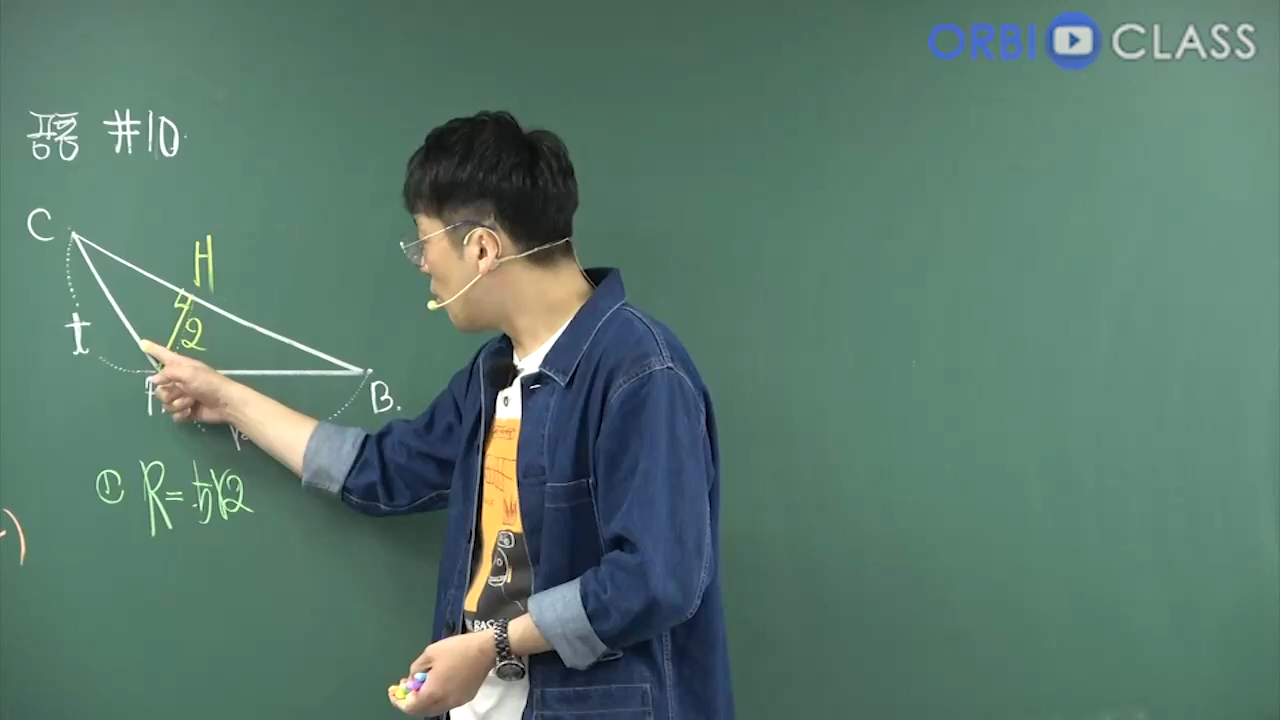 ORBI CLASS
공통 #10.
C
H
t
2
B.
① R=5√2